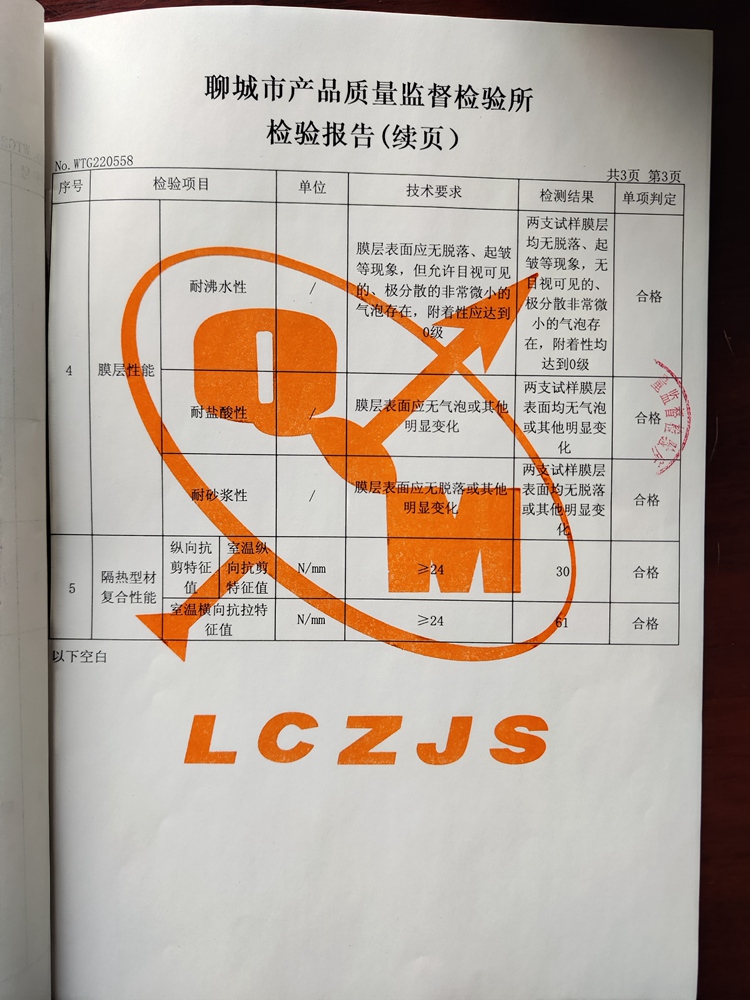 聊城市产品质量监督检验所
检验报告(续页)
No. WTG220558
共3页 第3页
序号
检验项目
单位
技术要求
检测结果
单项判定
4
膜层性能
耐沸水性
/
膜层表面应无脱落、起皱
等现象，但允许目视可见
的、极分散的非常微小的
气泡存在，附着性应达到
0级
两支试样膜层
均无脱落、起
皱等现象，无
目视可见的、
极分散非常微
小的气泡存
在，附着性均
达到0级
合格
耐盐酸性
/
膜层表面应无气泡或其他
明显变化
两支试样膜层
表面均无气泡
或其他明显变
化
合格
耐砂浆性
/
膜层表面应无脱落或其他
明显变化
两支试样膜层
表面均无脱落
或其他明显变
化
合格
5
隔热型材
复合性能
纵向抗
剪特征
值
室温纵
向抗剪
特征值
N/mm
≥24
30
合格
室温横向抗拉特
征值
N/mm
≥24
61
合格
以下空白
Q
M
LCZJS
监督检验